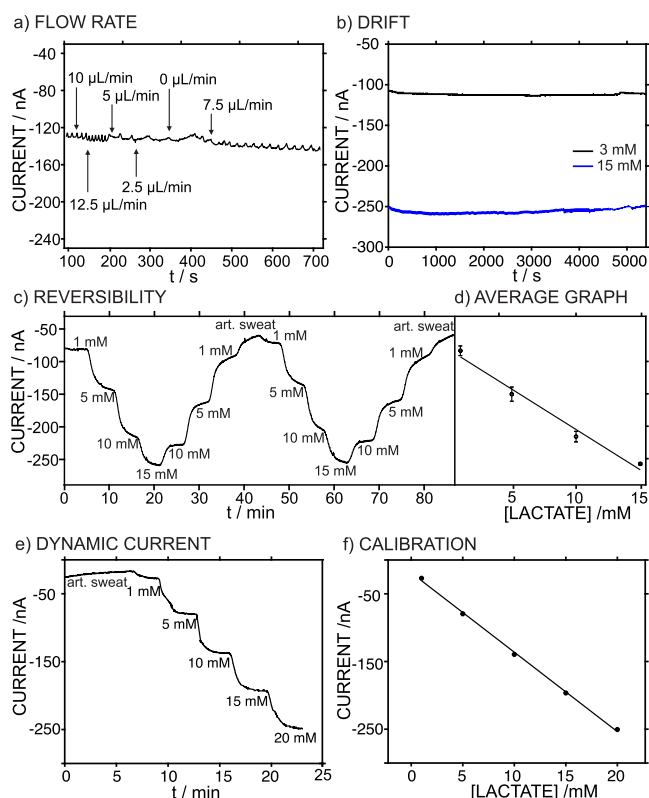 a) FLOW RATE
CURRENT / nA
-40
-80
-120
-160
-200
-240
10 µL/min
5 µL/min
0 µL/min
7.5 µL/min
12.5 µL/min
2.5 µL/min
100 200 300 400 500 600 700
t / s
b) DRIFT
CURRENT / nA
-50
-100
-150
-200
-250
-300
3 mM
15 mM
0 1000 2000 3000 4000 5000
t / s
c) REVERSIBILITY
CURRENT / nA
-50
-100
-150
-200
-250
1 mM
5 mM
10 mM
15 mM
10 mM
5 mM
1 mM
art. sweat
1 mM
5 mM
10 mM
15 mM
10 mM
5 mM
1 mM
art. sweat
0 10 20 30 40 50 60 70 80
t / min
d) AVERAGE GRAPH
5 10 15
[LACTATE] /mM
e) DYNAMIC CURRENT
CURRENT /nA
-50
-150
-250
art. sweat
1 mM
5 mM
10 mM
15 mM
20 mM
0 5 10 15 20 25
t / min
f) CALIBRATION
CURRENT /nA
-50
-150
-250
0 5 10 15 20
[LACTATE] /mM